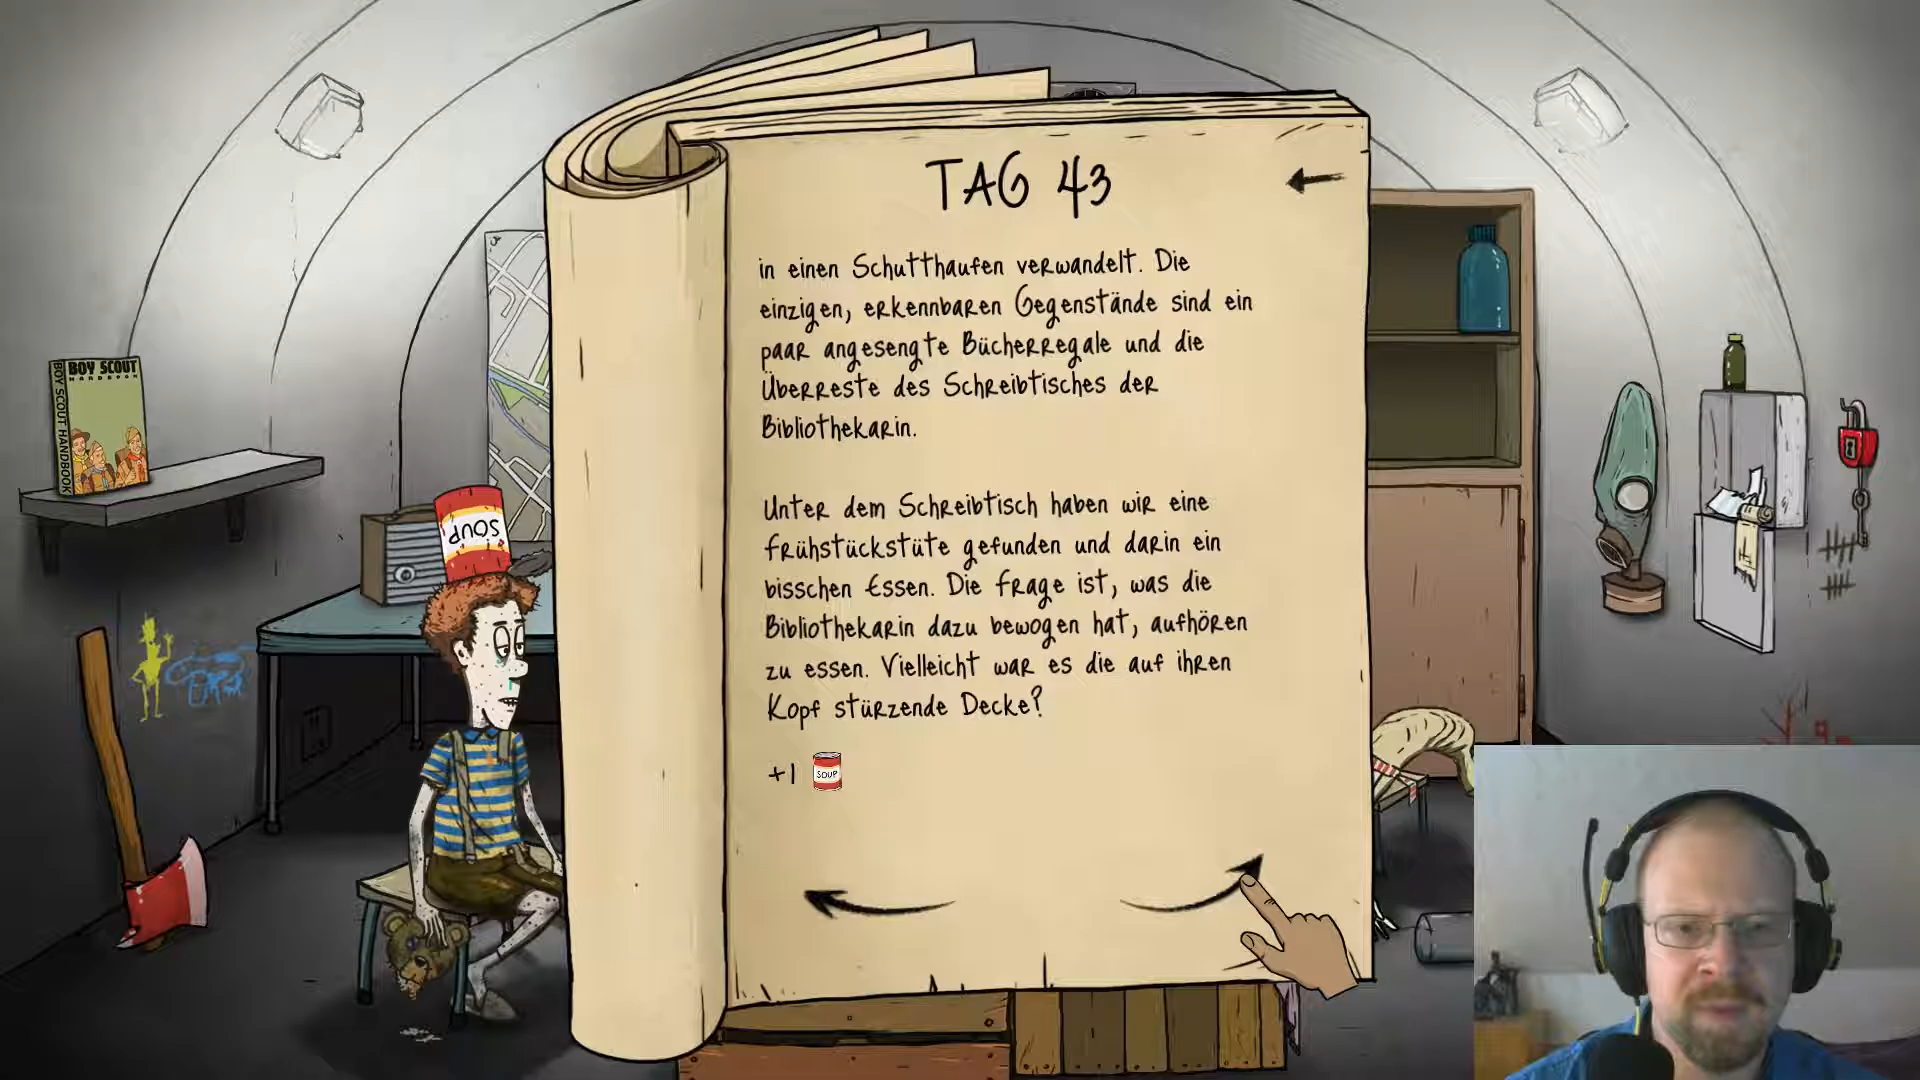 TAG 43
in einen Schutthaufen verwandelt. Die
einzigen, erkennbaren Gegenstände sind ein
paar angesengte Bücherregale und die
Überreste des Schreibtisches der
Bibliothekarin.
Unter dem Schreibtisch haben wir eine
Frühstückstüte gefunden und darin ein
bisschen Essen. Die Frage ist, was die
Bibliothekarin dazu bewogen hat, aufhören
zu essen. Vielleicht war es die auf ihren
Kopf stürzende Decke?
+1
SOUP
BOY SCOUT
HANDBOOK
BOY SCOUT HANDBOOK
SOUP